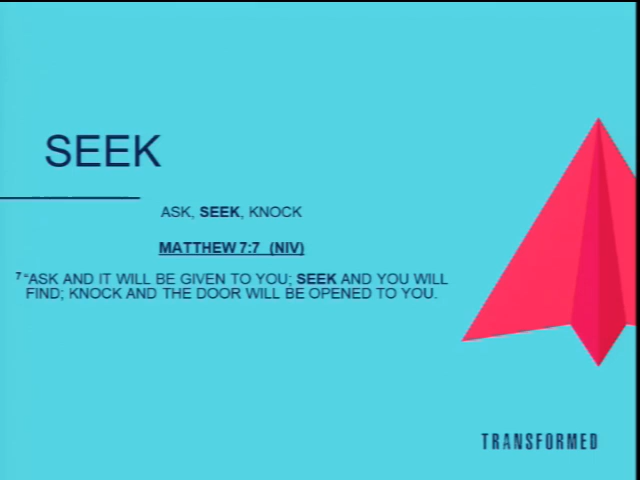 SEEK
ASK, SEEK, KNOCK
MATTHEW 7:7 (NIV)
7 “ASK AND IT WILL BE GIVEN TO YOU; SEEK AND YOU WILL
FIND; KNOCK AND THE DOOR WILL BE OPENED TO YOU.
TRANSFORMED